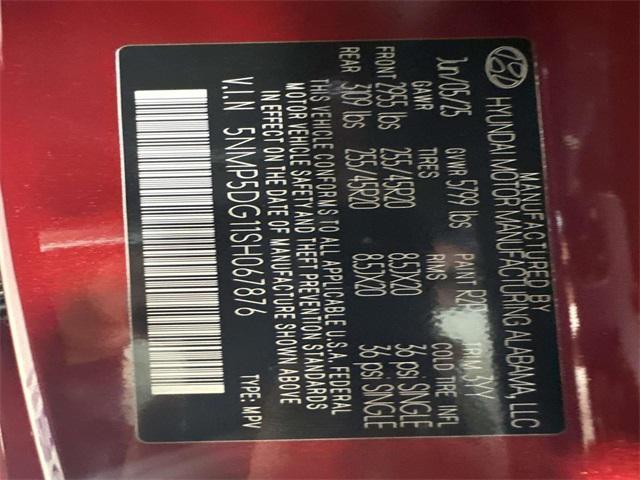 MANUFACTURED BY
HYUNDAI MOTOR MANUFACTURING ALABAMA, LLC
Jun/05/25 GVWR 5799 lbs PAINT TRIM YYY
GAWR TIRES RIMS COLD TIRE INFL
FRONT 2955 lbs 255/45R20 8.5JX20 36 psi SINGLE
REAR 3109 lbs 255/45R20 8.5JX20 36 psi SINGLE
THIS VEHICLE CONFORMS TO ALL APPLICABLE U.S.A. FEDERAL
MOTOR VEHICLE SAFETY AND THEFT PREVENTION STANDARDS
IN EFFECT ON THE DATE OF MANUFACTURE SHOWN ABOVE
V.I.N 5NMP5DG11SH067876 TYPE: MPV